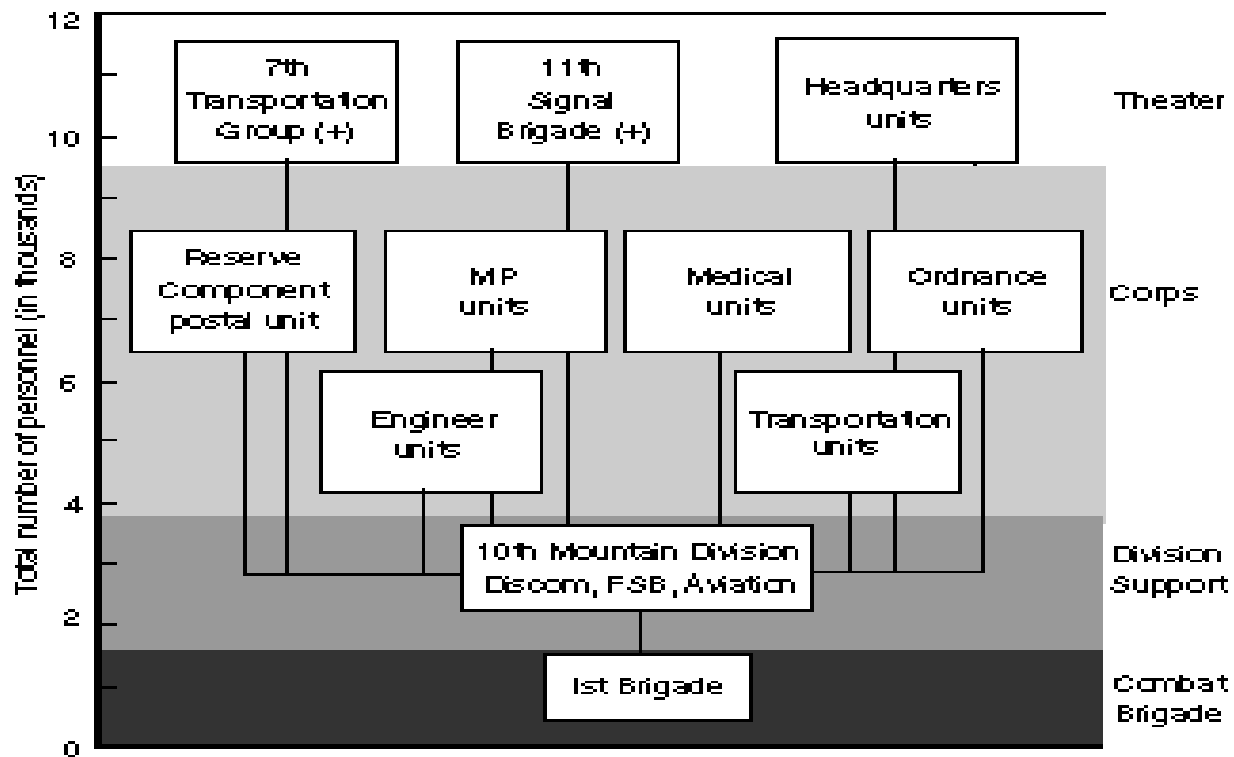 Total number of personnel (in thousands)
12
10
8
6
4
2
0
7th
Transportation
Group (+)
11th
Signal
Brigade (+)
Headquarters
units
Theater
Reserve
Component
postal unit
MP
units
Medical
units
Ordnance
units
Corps
Engineer
units
Transportation
units
10th Mountain Division
Discom, FSB, Aviation
Division
Support
1st Brigade
Combat
Brigade